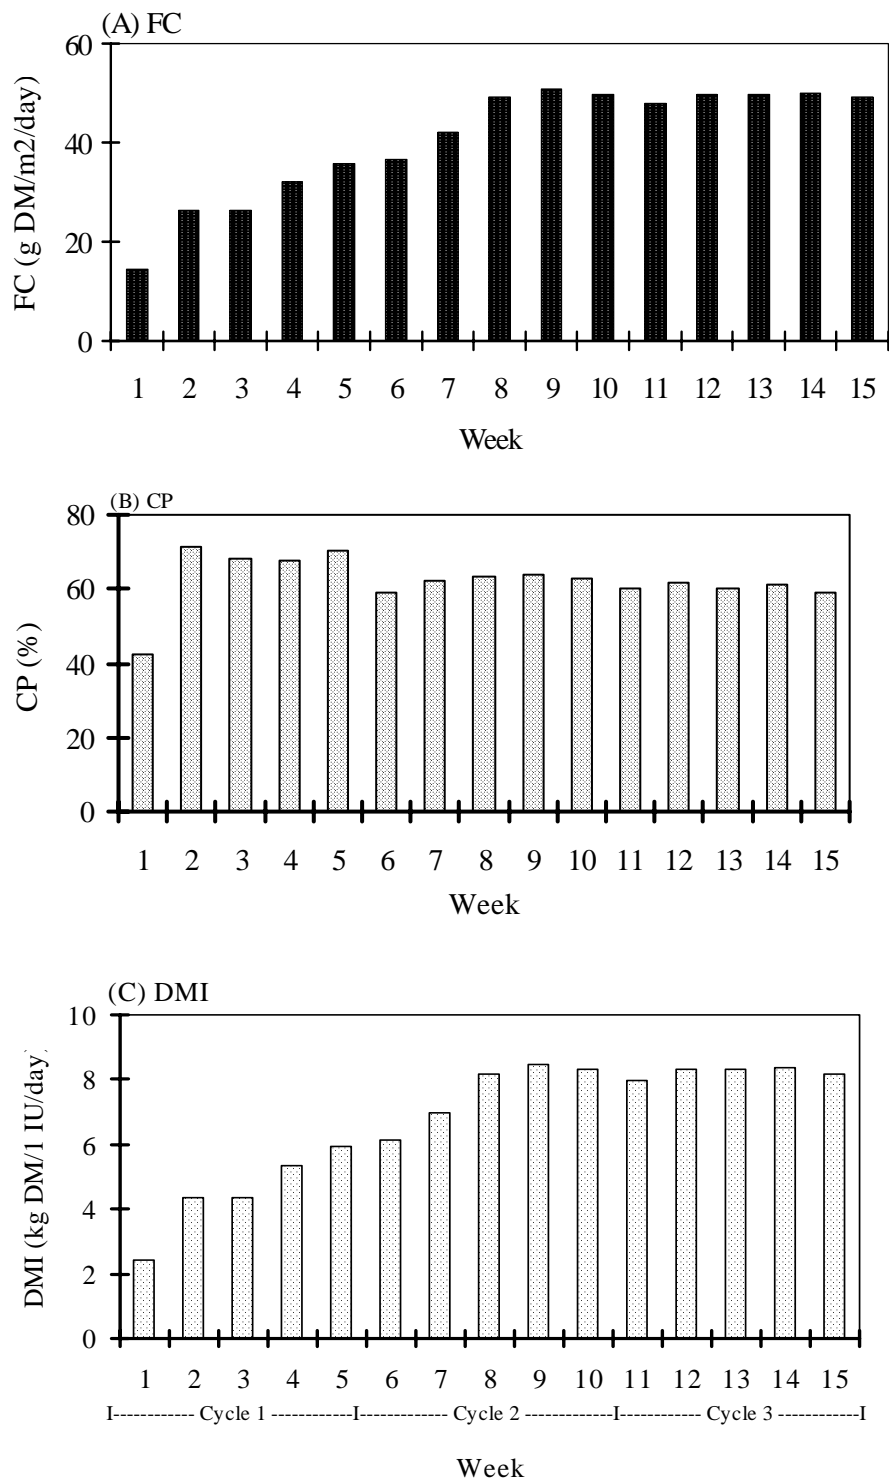 (A) FC
60
40
20
0
FC (g DM/m2/day)
1 2 3 4 5 6 7 8 9 10 11 12 13 14 15
Week
(B) CP
80
60
40
20
0
CP (%)
1 2 3 4 5 6 7 8 9 10 11 12 13 14 15
Week
(C) DMI
10
8
6
4
2
0
DMI (kg DM/1 IU/day)
1 2 3 4 5 6 7 8 9 10 11 12 13 14 15
I------------ Cycle 1 ------------I------------ Cycle 2 ------------I------------ Cycle 3 ------------I
Week